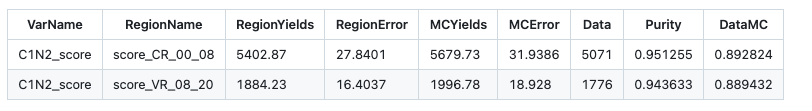 VarName RegionName RegionYields RegionError MCYields MCError Data Purity DataMC
C1N2_score score_CR_00_08 5402.87 27.8401 5679.73 31.9386 5071 0.951255 0.892824
C1N2_score score_VR_08_20 1884.23 16.4037 1996.78 18.928 1776 0.943633 0.889432